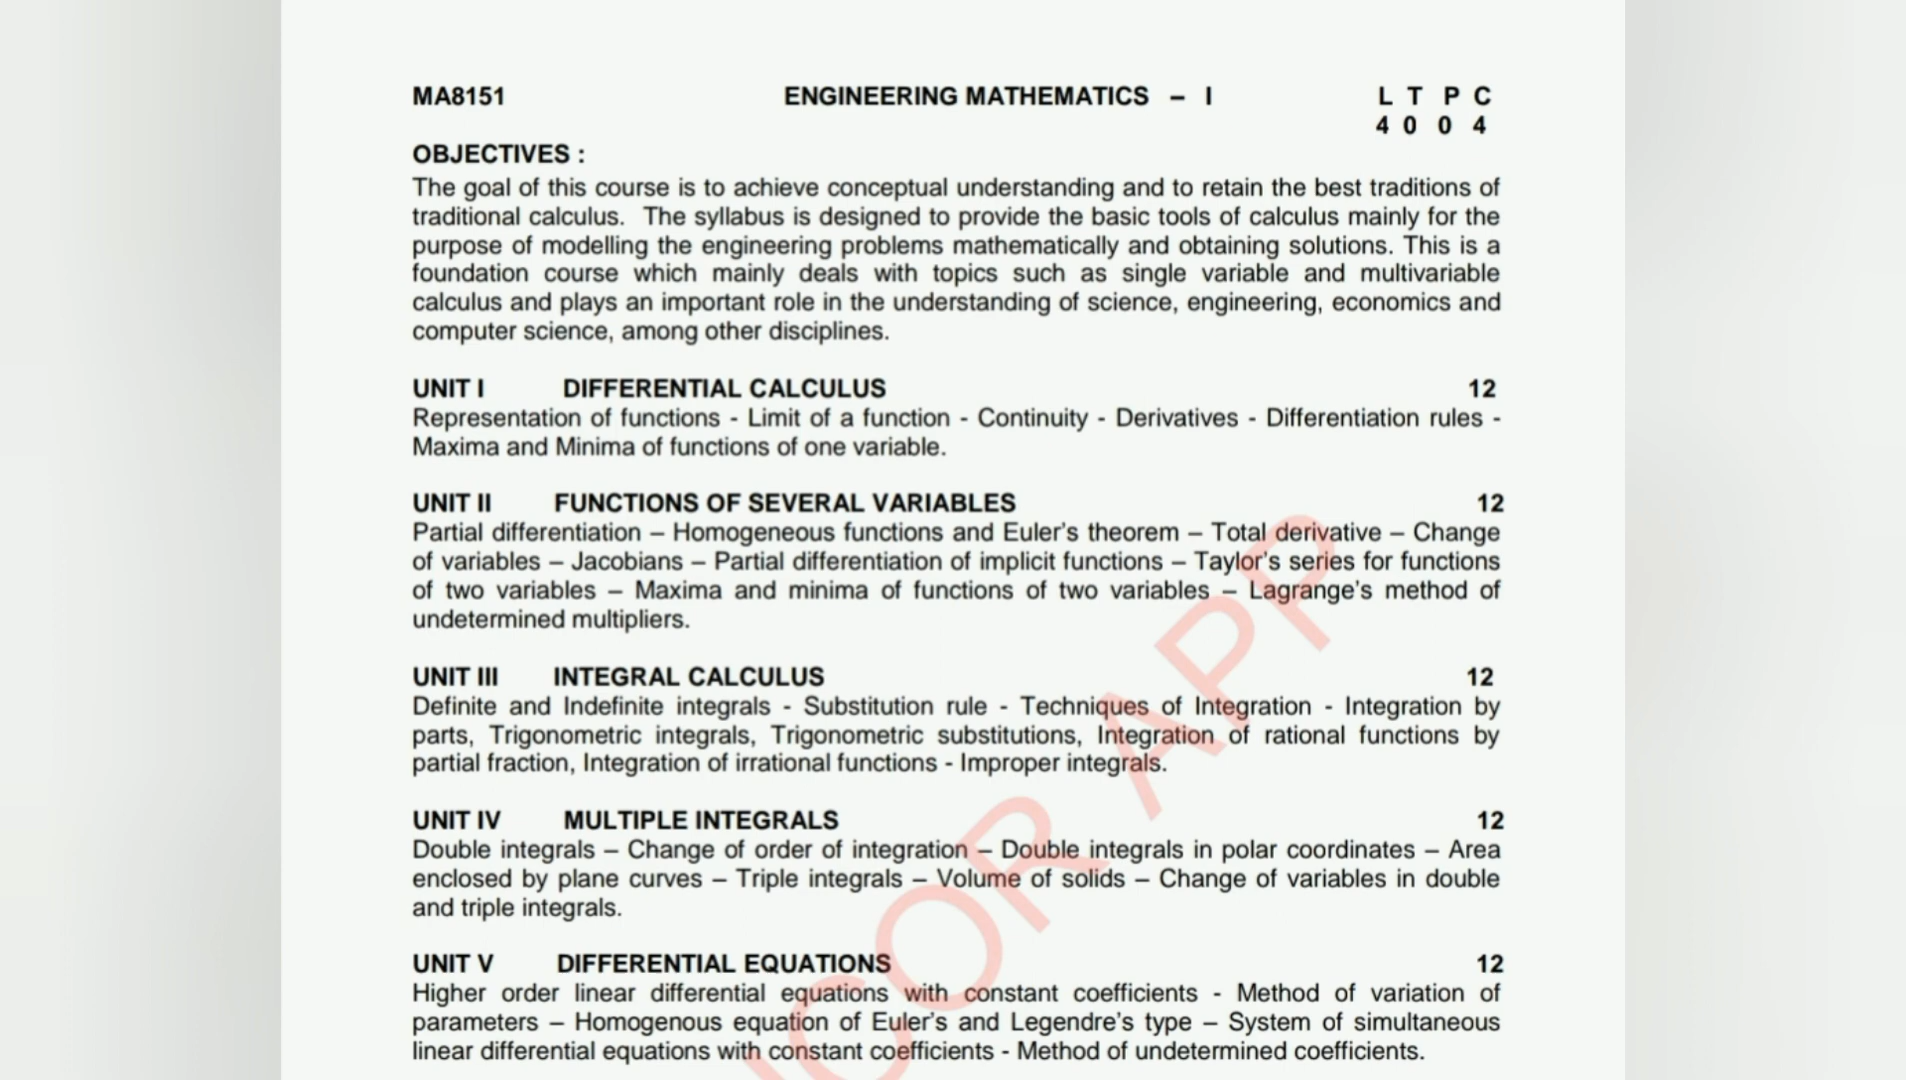 MA8151 ENGINEERING MATHEMATICS – I L T P C
4 0 0 4
OBJECTIVES :
The goal of this course is to achieve conceptual understanding and to retain the best traditions of
traditional calculus. The syllabus is designed to provide the basic tools of calculus mainly for the
purpose of modelling the engineering problems mathematically and obtaining solutions. This is a
foundation course which mainly deals with topics such as single variable and multivariable
calculus and plays an important role in the understanding of science, engineering, economics and
computer science, among other disciplines.
UNIT I DIFFERENTIAL CALCULUS 12
Representation of functions - Limit of a function - Continuity - Derivatives - Differentiation rules -
Maxima and Minima of functions of one variable.
UNIT II FUNCTIONS OF SEVERAL VARIABLES 12
Partial differentiation – Homogeneous functions and Euler’s theorem – Total derivative – Change
of variables – Jacobians – Partial differentiation of implicit functions – Taylor’s series for functions
of two variables – Maxima and minima of functions of two variables – Lagrange’s method of
undetermined multipliers.
UNIT III INTEGRAL CALCULUS 12
Definite and Indefinite integrals - Substitution rule - Techniques of Integration - Integration by
parts, Trigonometric integrals, Trigonometric substitutions, Integration of rational functions by
partial fraction, Integration of irrational functions - Improper integrals.
UNIT IV MULTIPLE INTEGRALS 12
Double integrals – Change of order of integration – Double integrals in polar coordinates – Area
enclosed by plane curves – Triple integrals – Volume of solids – Change of variables in double
and triple integrals.
UNIT V DIFFERENTIAL EQUATIONS 12
Higher order linear differential equations with constant coefficients - Method of variation of
parameters – Homogenous equation of Euler’s and Legendre’s type – System of simultaneous
linear differential equations with constant coefficients - Method of undetermined coefficients.
COR APP